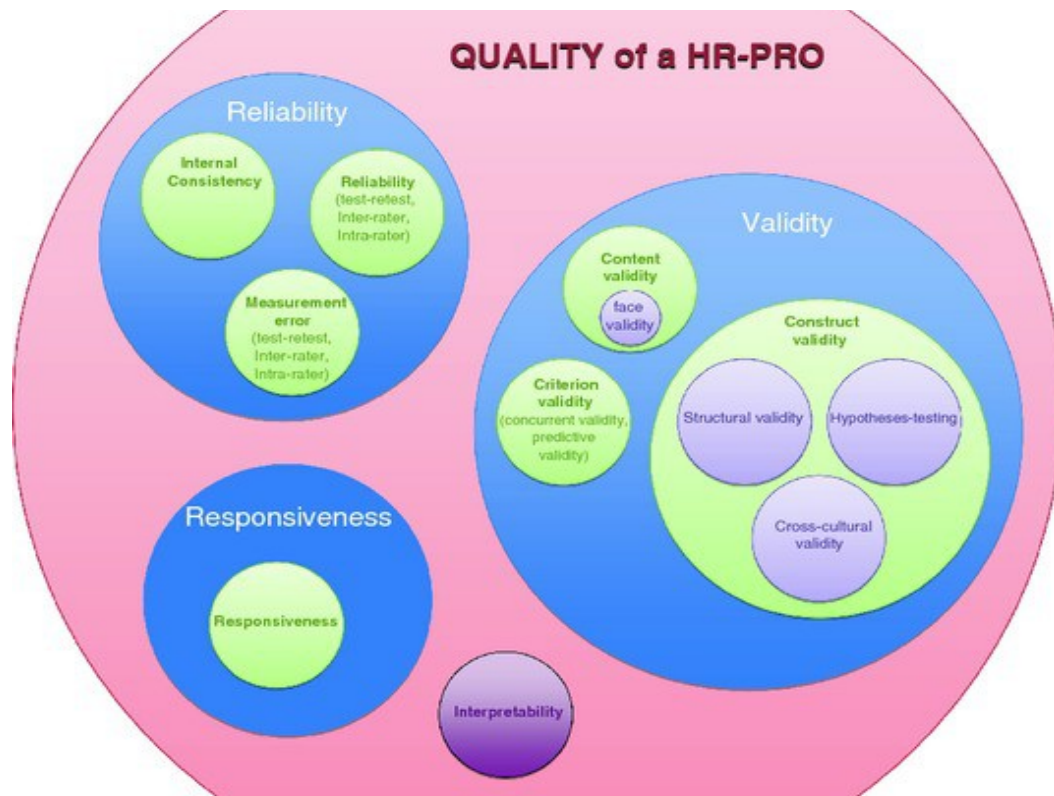 QUALITY of a HR-PRO
Reliability
Internal
Consistency
Reliability
(test-retest,
Inter-rater,
Intra-rater)
Measurement
error
(test-retest,
Inter-rater,
Intra-rater)
Validity
Content
validity
face
validity
Criterion
validity
(concurrent validity,
predictive
validity)
Construct
validity
Structural validity
Hypotheses-testing
Cross-cultural
validity
Responsiveness
Responsiveness
Interpretability